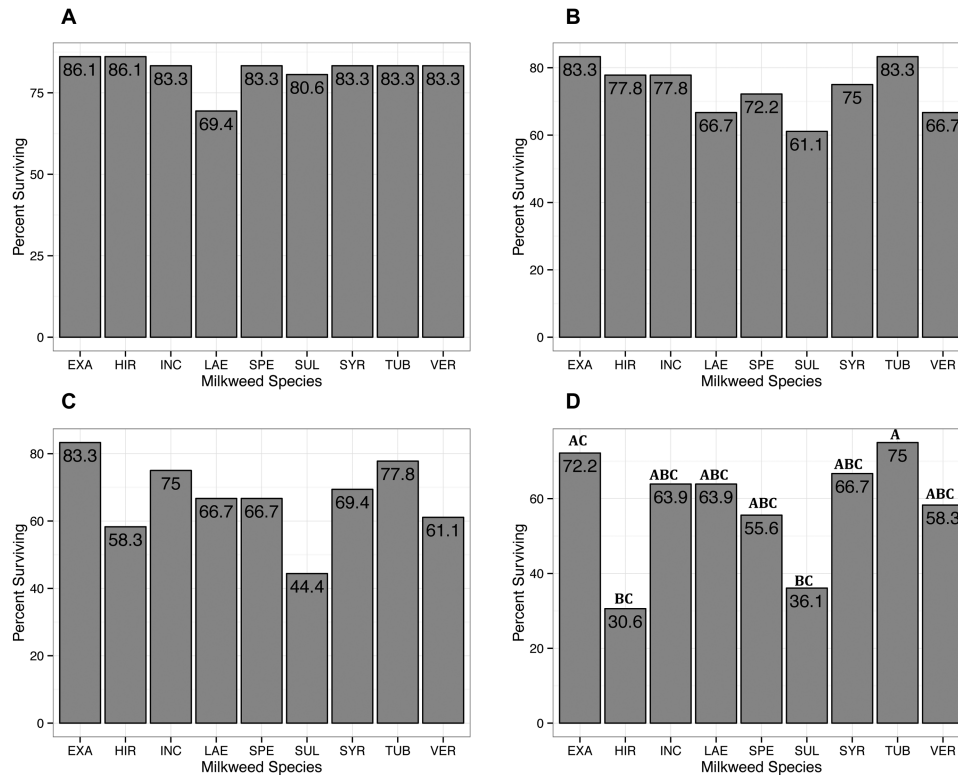 A
Percent Surviving
75
50
25
0
86.1 86.1 83.3 69.4 83.3 80.6 83.3 83.3 83.3
EXA HIR INC LAE SPE SUL SYR TUB VER
Milkweed Species
B
Percent Surviving
80
60
40
20
0
83.3 77.8 77.8 66.7 72.2 61.1 75 83.3 66.7
EXA HIR INC LAE SPE SUL SYR TUB VER
Milkweed Species
C
Percent Surviving
80
60
40
20
0
83.3 58.3 75 66.7 66.7 44.4 69.4 77.8 61.1
EXA HIR INC LAE SPE SUL SYR TUB VER
Milkweed Species
D
Percent Surviving
60
40
20
0
AC BC ABC ABC ABC BC ABC A ABC
72.2 30.6 63.9 63.9 55.6 36.1 66.7 75 58.3
EXA HIR INC LAE SPE SUL SYR TUB VER
Milkweed Species